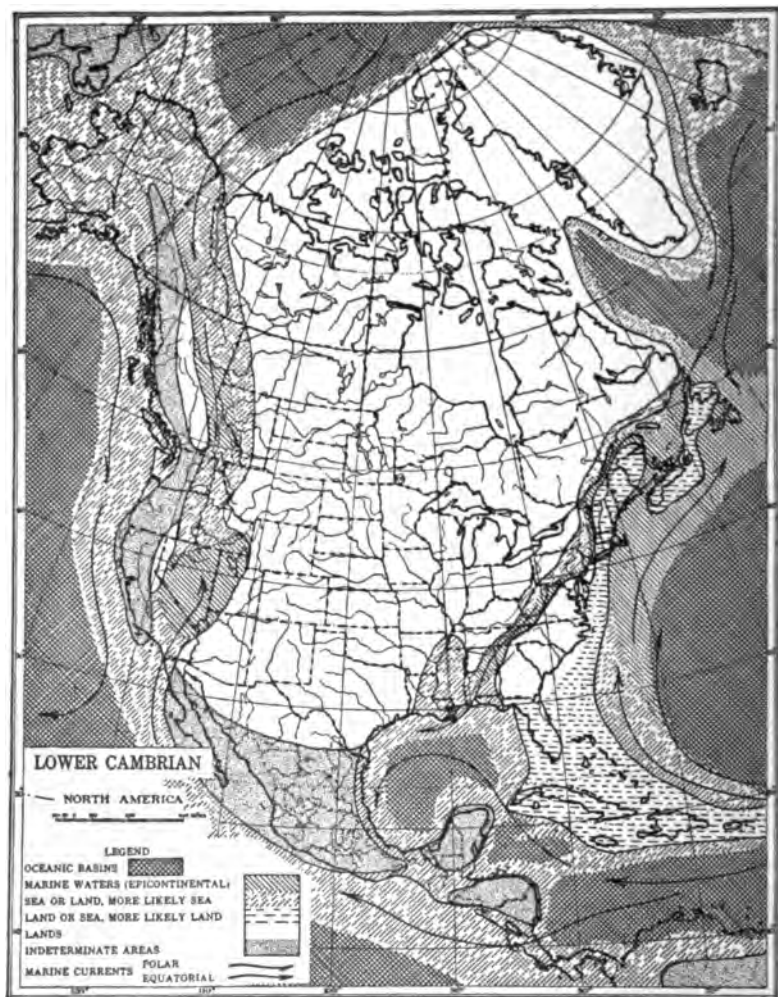 LOWER CAMBRIAN
NORTH AMERICA
LEGEND
OCEANIC BASINS
MARINE WATERS (EPICONTINENTAL)
SEA OR LAND, MORE LIKELY SEA
LAND OR SEA, MORE LIKELY LAND
LANDS
INDETERMINATE AREAS
MARINE CURRENTS POLAR
EQUATORIAL